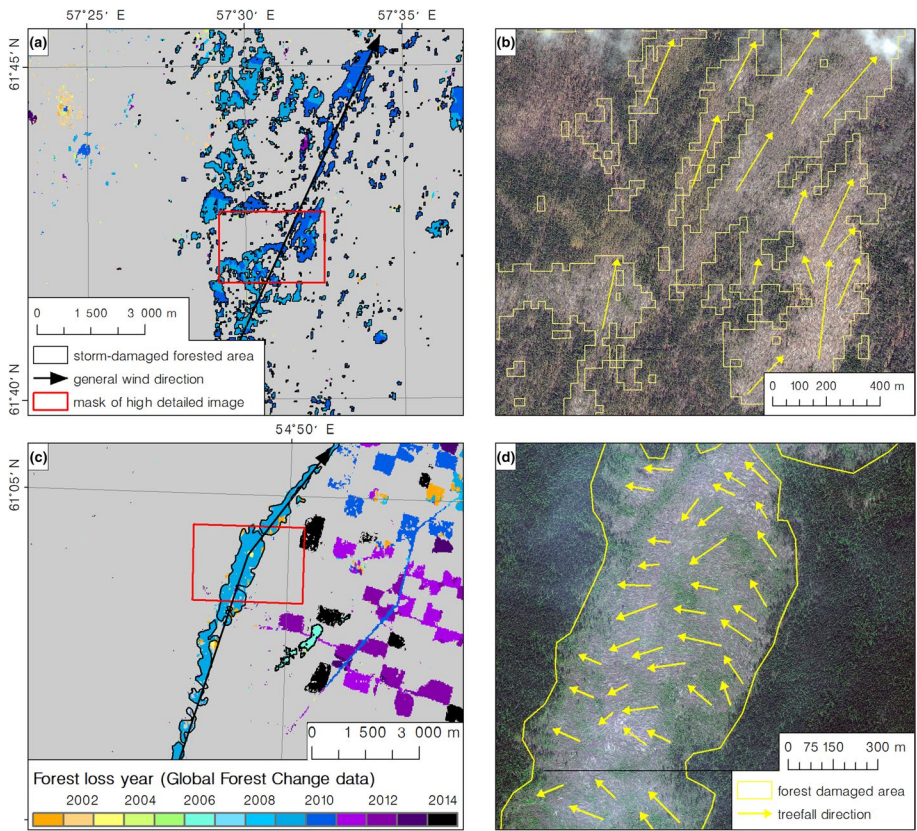 57°25′ E 57°30′ E 57°35′ E
(a)
61°45′ N
61°40′ N
0 1 500 3 000 m
storm-damaged forested area
general wind direction
mask of high detailed image
(b)
0 100 200 400 m
54°50′ E
(c)
61°05′ N
0 1 500 3 000 m
Forest loss year (Global Forest Change data)
2002 2004 2006 2008 2010 2012 2014
(d)
0 75 150 300 m
forest damaged area
treefall direction